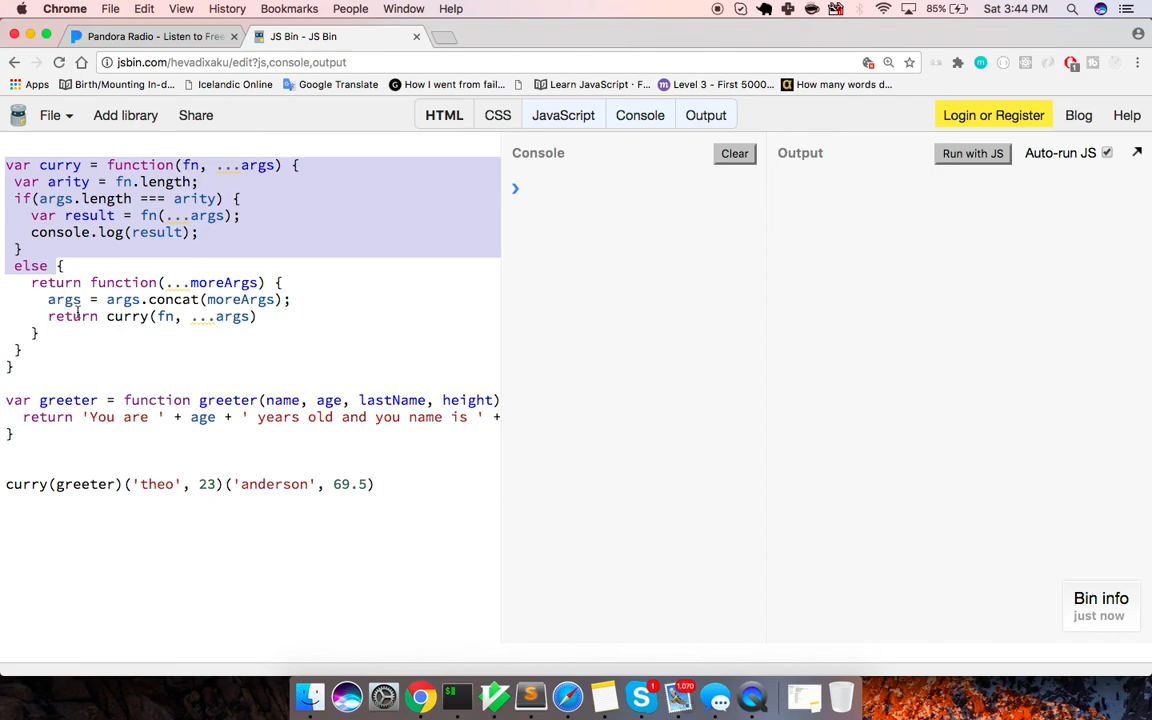 Chrome File Edit View History Bookmarks People Window Help 85% Sat 3:44 PM
Pandora Radio - Listen to Free JS Bin - JS Bin
jsbin.com/hevadixaku/edit?js,console,output
Apps Birth/Mounting In-d... Icelandic Online Google Translate How I went from fail... Learn JavaScript - F... Level 3 - First 5000... How many words d...
File Add library Share HTML CSS JavaScript Console Output Login or Register Blog Help
Console Clear Output Run with JS Auto-run JS
var curry = function(fn, ...args) {
var arity = fn.length;
if(args.length === arity) {
var result = fn(...args);
console.log(result);
}
else {
return function(...moreArgs) {
args = args.concat(moreArgs);
return curry(fn, ...args)
}
}
}
var greeter = function greeter(name, age, lastName, height)
return 'You are ' + age + ' years old and you name is ' +
}
curry(greeter)('theo', 23)('anderson', 69.5)
Bin info
just now
1 1,070